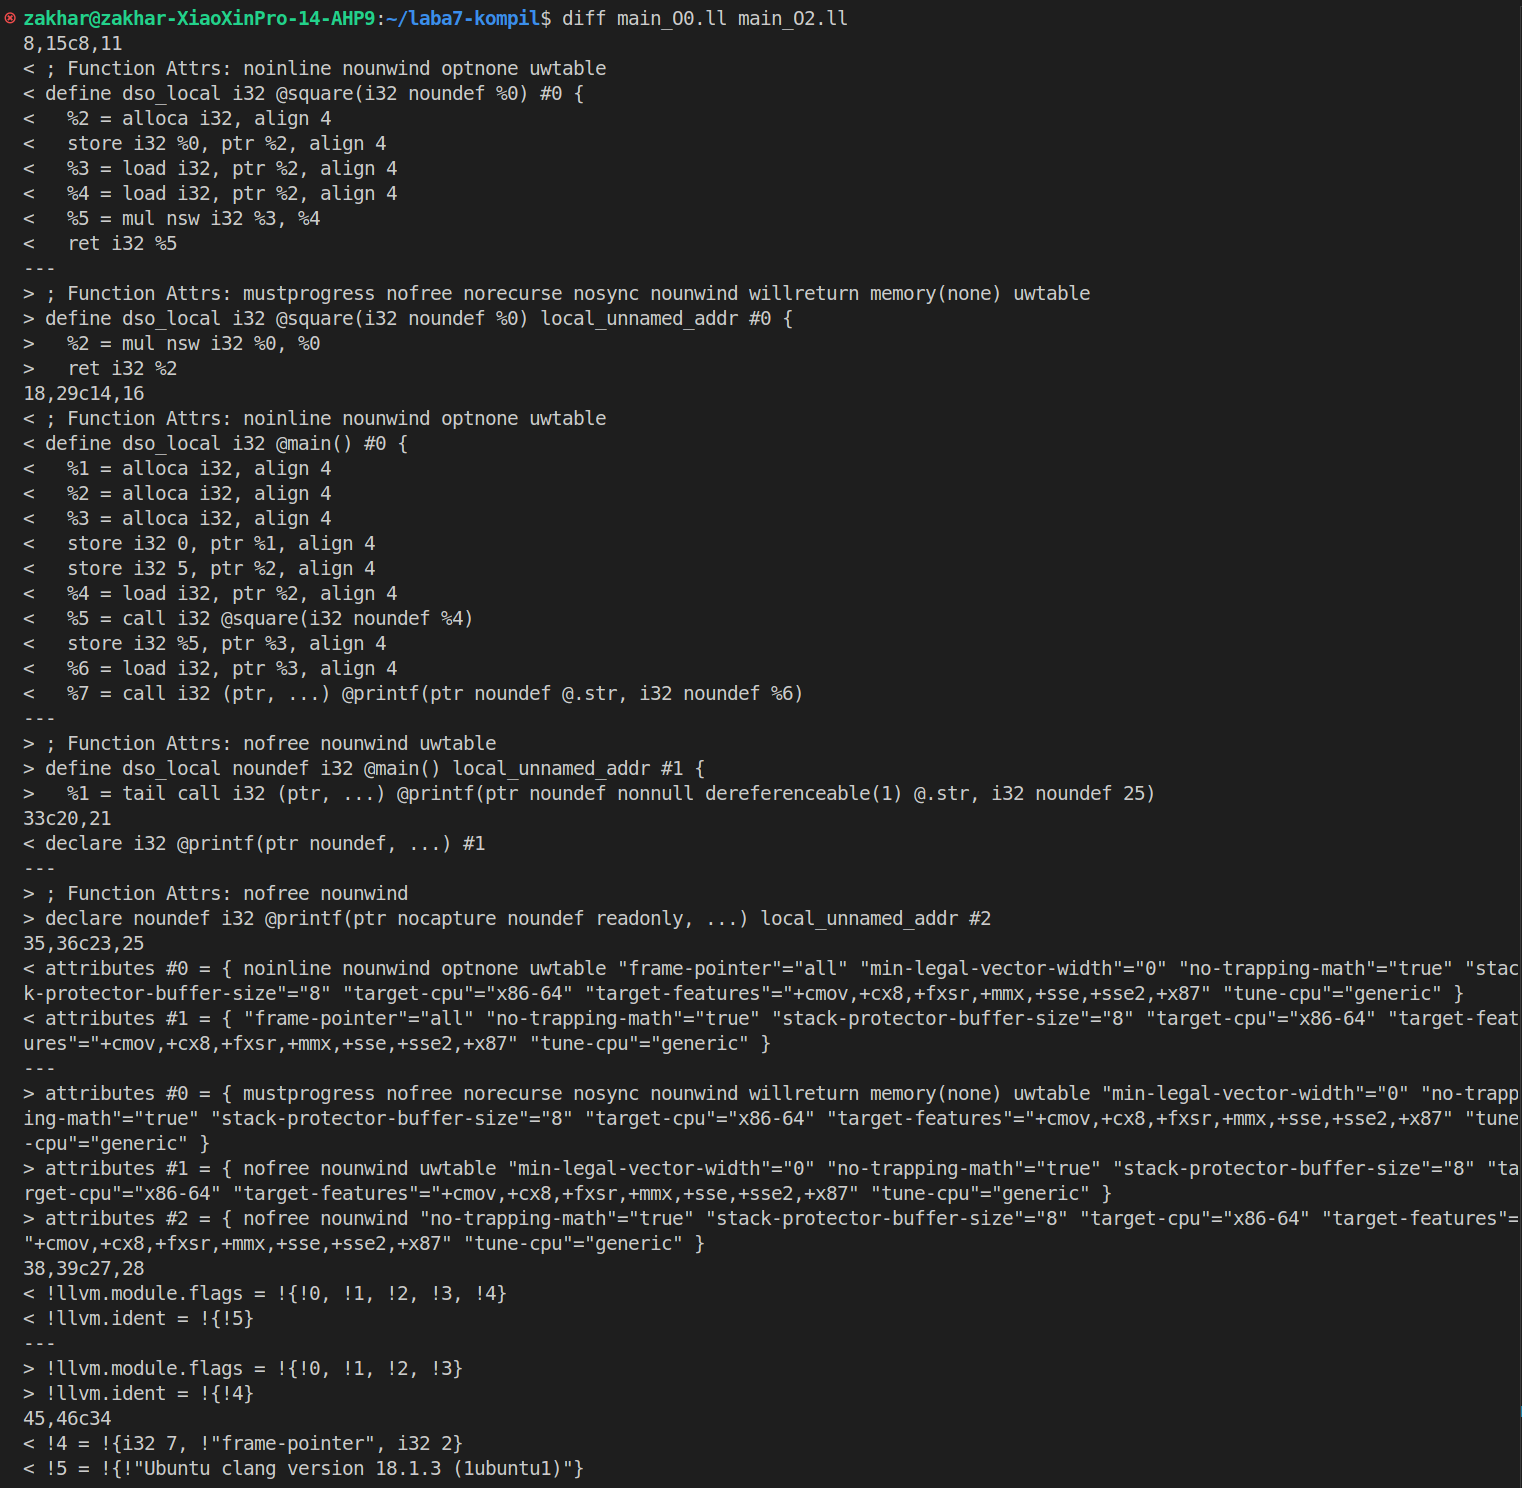 zakhar@zakhar-XiaoXinPro-14-AHP9:~/laba7-kompil$ diff main_O0.ll main_O2.ll
8,15c8,11
< ; Function Attrs: noinline nounwind optnone uwtable
< define dso_local i32 @square(i32 noundef %0) #0 {
<   %2 = alloca i32, align 4
<   store i32 %0, ptr %2, align 4
<   %3 = load i32, ptr %2, align 4
<   %4 = load i32, ptr %2, align 4
<   %5 = mul nsw i32 %3, %4
<   ret i32 %5
---
> ; Function Attrs: mustprogress nofree norecurse nosync nounwind willreturn memory(none) uwtable
> define dso_local i32 @square(i32 noundef %0) local_unnamed_addr #0 {
>   %2 = mul nsw i32 %0, %0
>   ret i32 %2
18,29c14,16
< ; Function Attrs: noinline nounwind optnone uwtable
< define dso_local i32 @main() #0 {
<   %1 = alloca i32, align 4
<   %2 = alloca i32, align 4
<   %3 = alloca i32, align 4
<   store i32 0, ptr %1, align 4
<   store i32 5, ptr %2, align 4
<   %4 = load i32, ptr %2, align 4
<   %5 = call i32 @square(i32 noundef %4)
<   store i32 %5, ptr %3, align 4
<   %6 = load i32, ptr %3, align 4
<   %7 = call i32 (ptr, ...) @printf(ptr noundef @.str, i32 noundef %6)
---
> ; Function Attrs: nofree nounwind uwtable
> define dso_local noundef i32 @main() local_unnamed_addr #1 {
>   %1 = tail call i32 (ptr, ...) @printf(ptr noundef nonnull dereferenceable(1) @.str, i32 noundef 25)
33c20,21
< declare i32 @printf(ptr noundef, ...) #1
---
> ; Function Attrs: nofree nounwind
> declare noundef i32 @printf(ptr nocapture noundef readonly, ...) local_unnamed_addr #2
35,36c23,25
< attributes #0 = { noinline nounwind optnone uwtable "frame-pointer"="all" "min-legal-vector-width"="0" "no-trapping-math"="true" "stac
k-protector-buffer-size"="8" "target-cpu"="x86-64" "target-features"="+cmov,+cx8,+fxsr,+mmx,+sse,+sse2,+x87" "tune-cpu"="generic" }
< attributes #1 = { "frame-pointer"="all" "no-trapping-math"="true" "stack-protector-buffer-size"="8" "target-cpu"="x86-64" "target-feat
ures"="+cmov,+cx8,+fxsr,+mmx,+sse,+sse2,+x87" "tune-cpu"="generic" }
---
> attributes #0 = { mustprogress nofree norecurse nosync nounwind willreturn memory(none) uwtable "min-legal-vector-width"="0" "no-trapp
ing-math"="true" "stack-protector-buffer-size"="8" "target-cpu"="x86-64" "target-features"="+cmov,+cx8,+fxsr,+mmx,+sse,+sse2,+x87" "tune
-cpu"="generic" }
> attributes #1 = { nofree nounwind uwtable "min-legal-vector-width"="0" "no-trapping-math"="true" "stack-protector-buffer-size"="8" "ta
rget-cpu"="x86-64" "target-features"="+cmov,+cx8,+fxsr,+mmx,+sse,+sse2,+x87" "tune-cpu"="generic" }
> attributes #2 = { nofree nounwind "no-trapping-math"="true" "stack-protector-buffer-size"="8" "target-cpu"="x86-64" "target-features"=
"+cmov,+cx8,+fxsr,+mmx,+sse,+sse2,+x87" "tune-cpu"="generic" }
38,39c27,28
< !llvm.module.flags = !{!0, !1, !2, !3, !4}
< !llvm.ident = !{!5}
---
> !llvm.module.flags = !{!0, !1, !2, !3}
> !llvm.ident = !{!4}
45,46c34
< !4 = !{i32 7, !"frame-pointer", i32 2}
< !5 = !{!"Ubuntu clang version 18.1.3 (1ubuntu1)"}